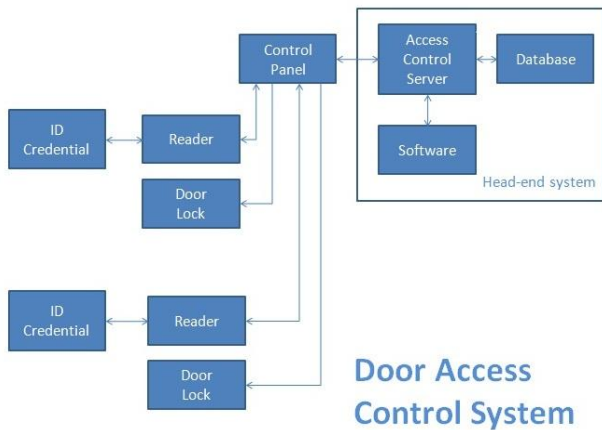 Control
Panel
Access
Control
Server
Database
ID
Credential
Reader
Software
Head-end system
Door
Lock
ID
Credential
Reader
Door
Lock
Door Access
Control System